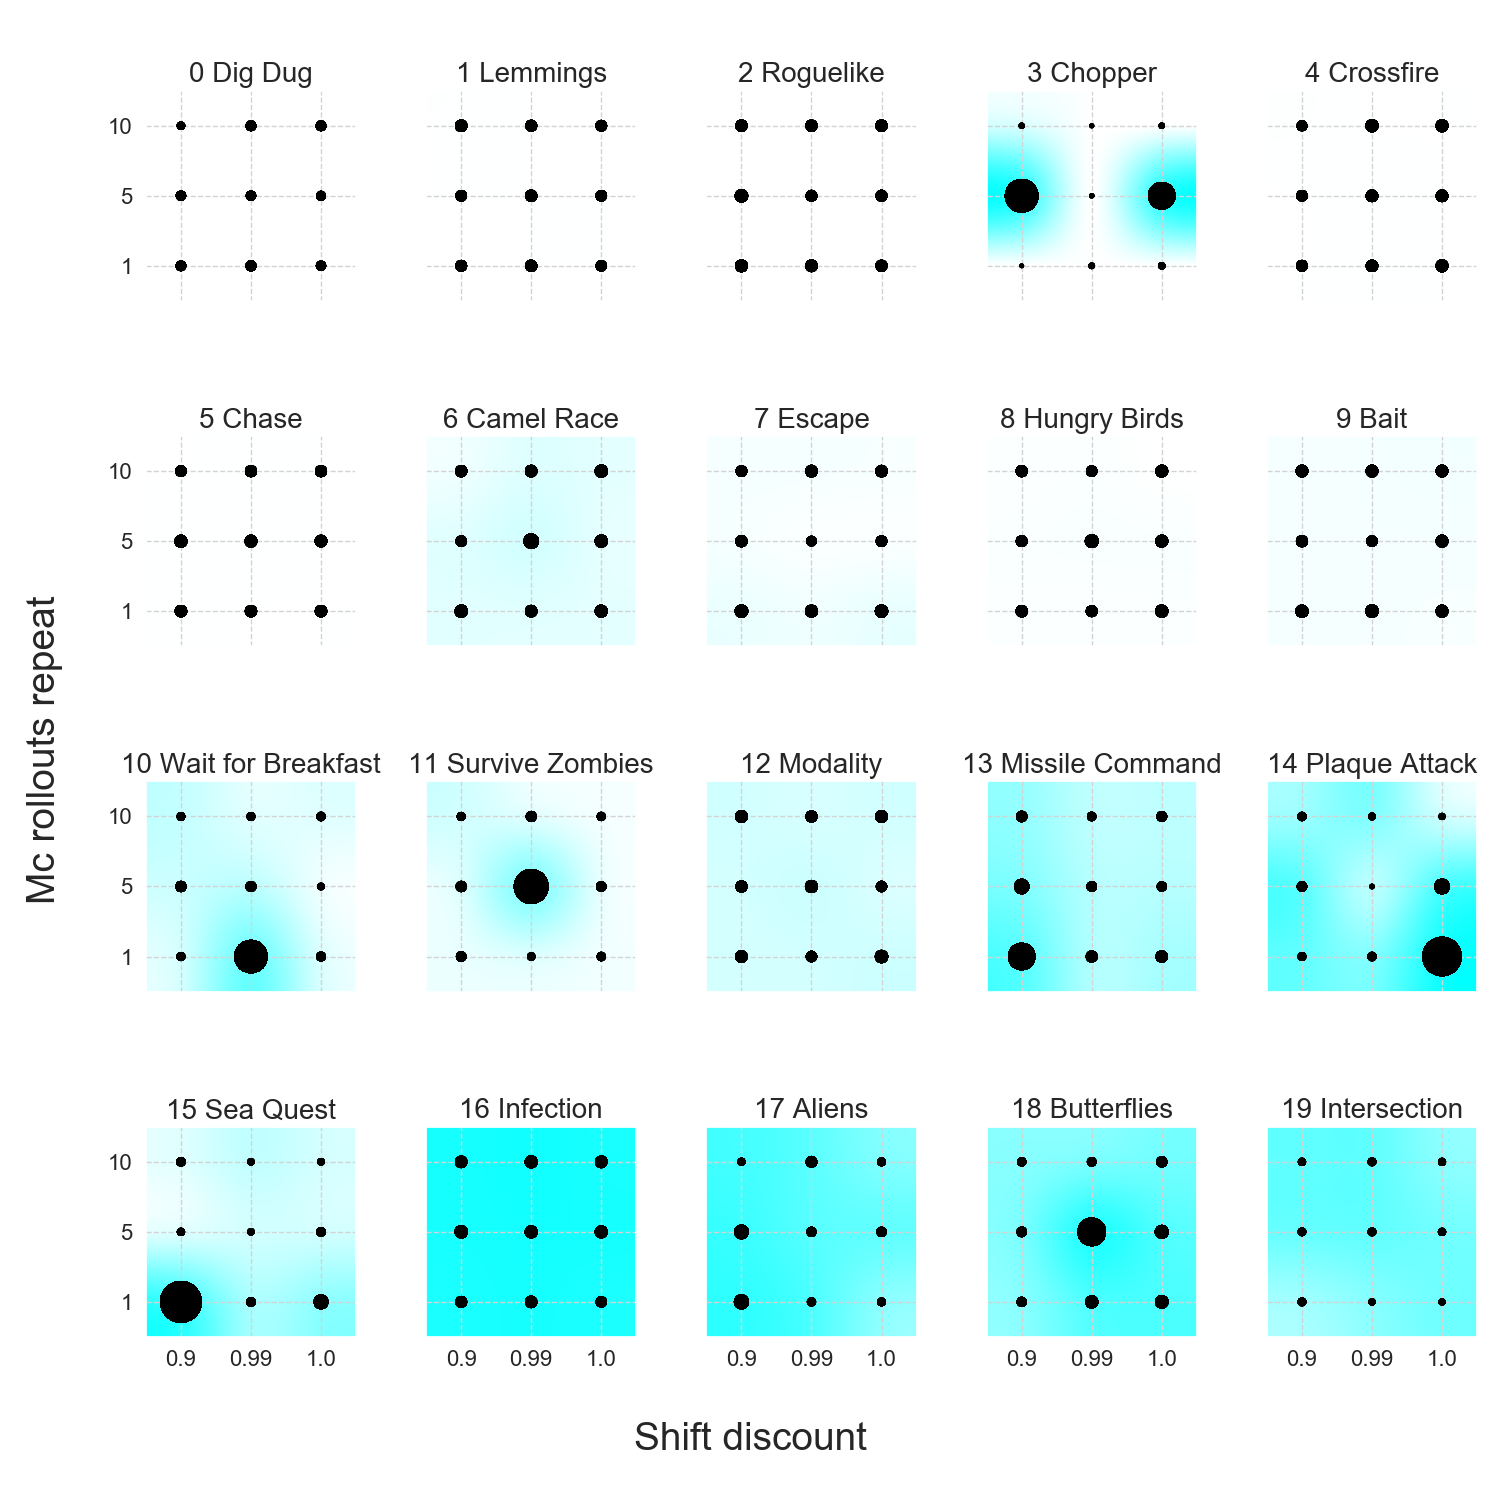 0 Dig Dug
1 Lemmings
2 Roguelike
3 Chopper
4 Crossfire
10
5
1
5 Chase
6 Camel Race
7 Escape
8 Hungry Birds
9 Bait
10
5
1
Mc rollouts repeat
10 Wait for Breakfast
11 Survive Zombies
12 Modality
13 Missile Command
14 Plaque Attack
10
5
1
15 Sea Quest
16 Infection
17 Aliens
18 Butterflies
19 Intersection
10
5
1
0.9 0.99 1.0
0.9 0.99 1.0
0.9 0.99 1.0
0.9 0.99 1.0
0.9 0.99 1.0
Shift discount